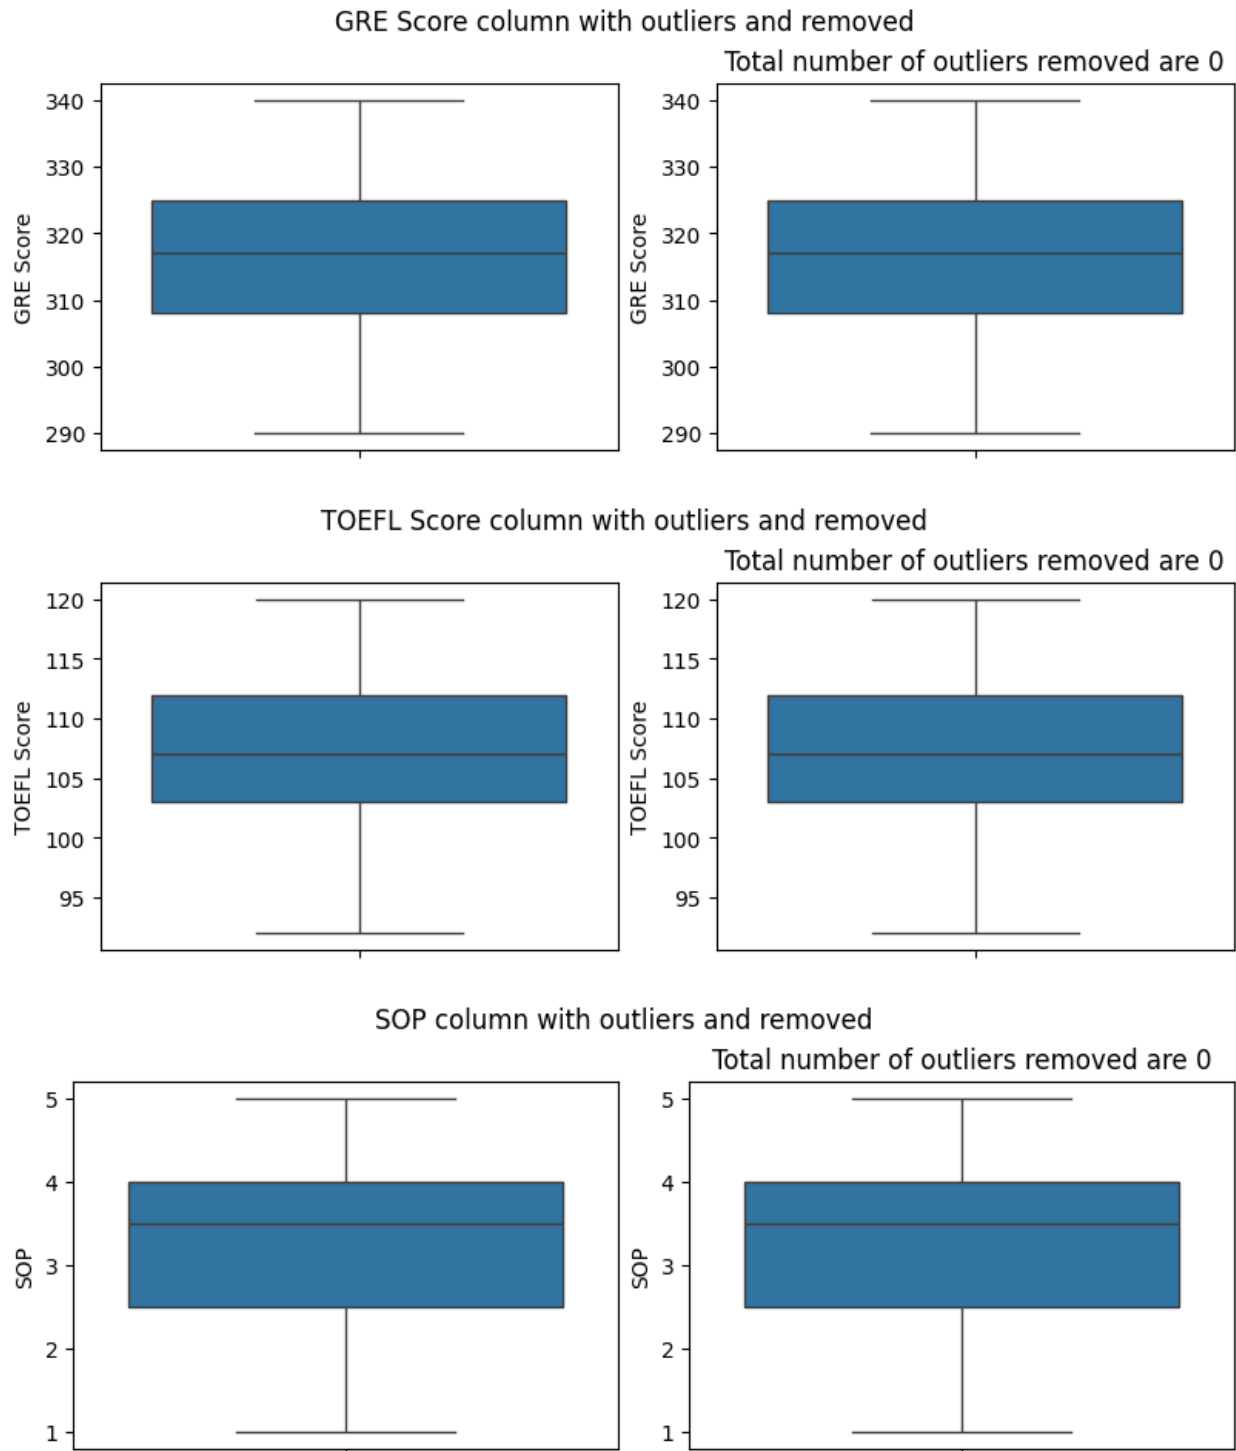 GRE Score column with outliers and removed
Total number of outliers removed are 0
340
330
320
310
300
290
GRE Score
340
330
320
310
300
290
GRE Score
TOEFL Score column with outliers and removed
Total number of outliers removed are 0
120
115
110
105
100
95
TOEFL Score
120
115
110
105
100
95
TOEFL Score
SOP column with outliers and removed
Total number of outliers removed are 0
5
4
3
2
1
SOP
5
4
3
2
1
SOP